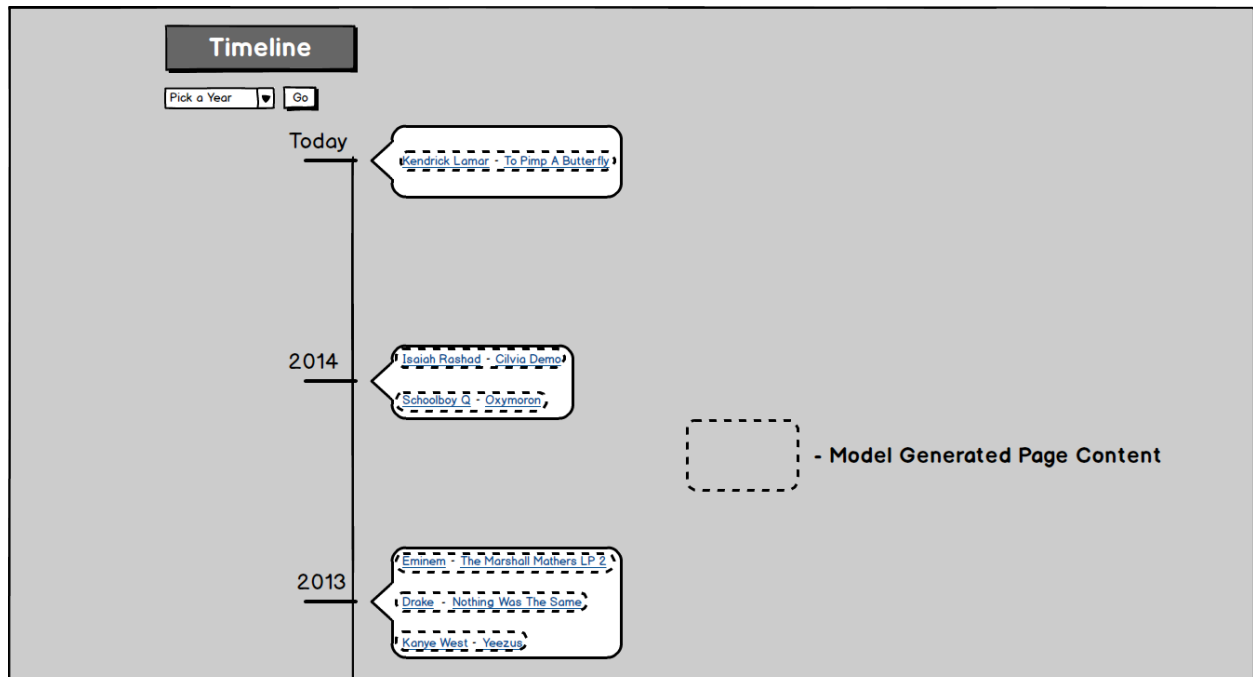 Timeline
Pick a Year
Go
Today
Kendrick Lamar - To Pimp A Butterfly
2014
Isaiah Rashad - Cilvia Demo
Schoolboy Q - Oxymoron
- Model Generated Page Content
2013
Eminem - The Marshall Mathers LP 2
Drake - Nothing Was The Same
Kanye West - Yeezus